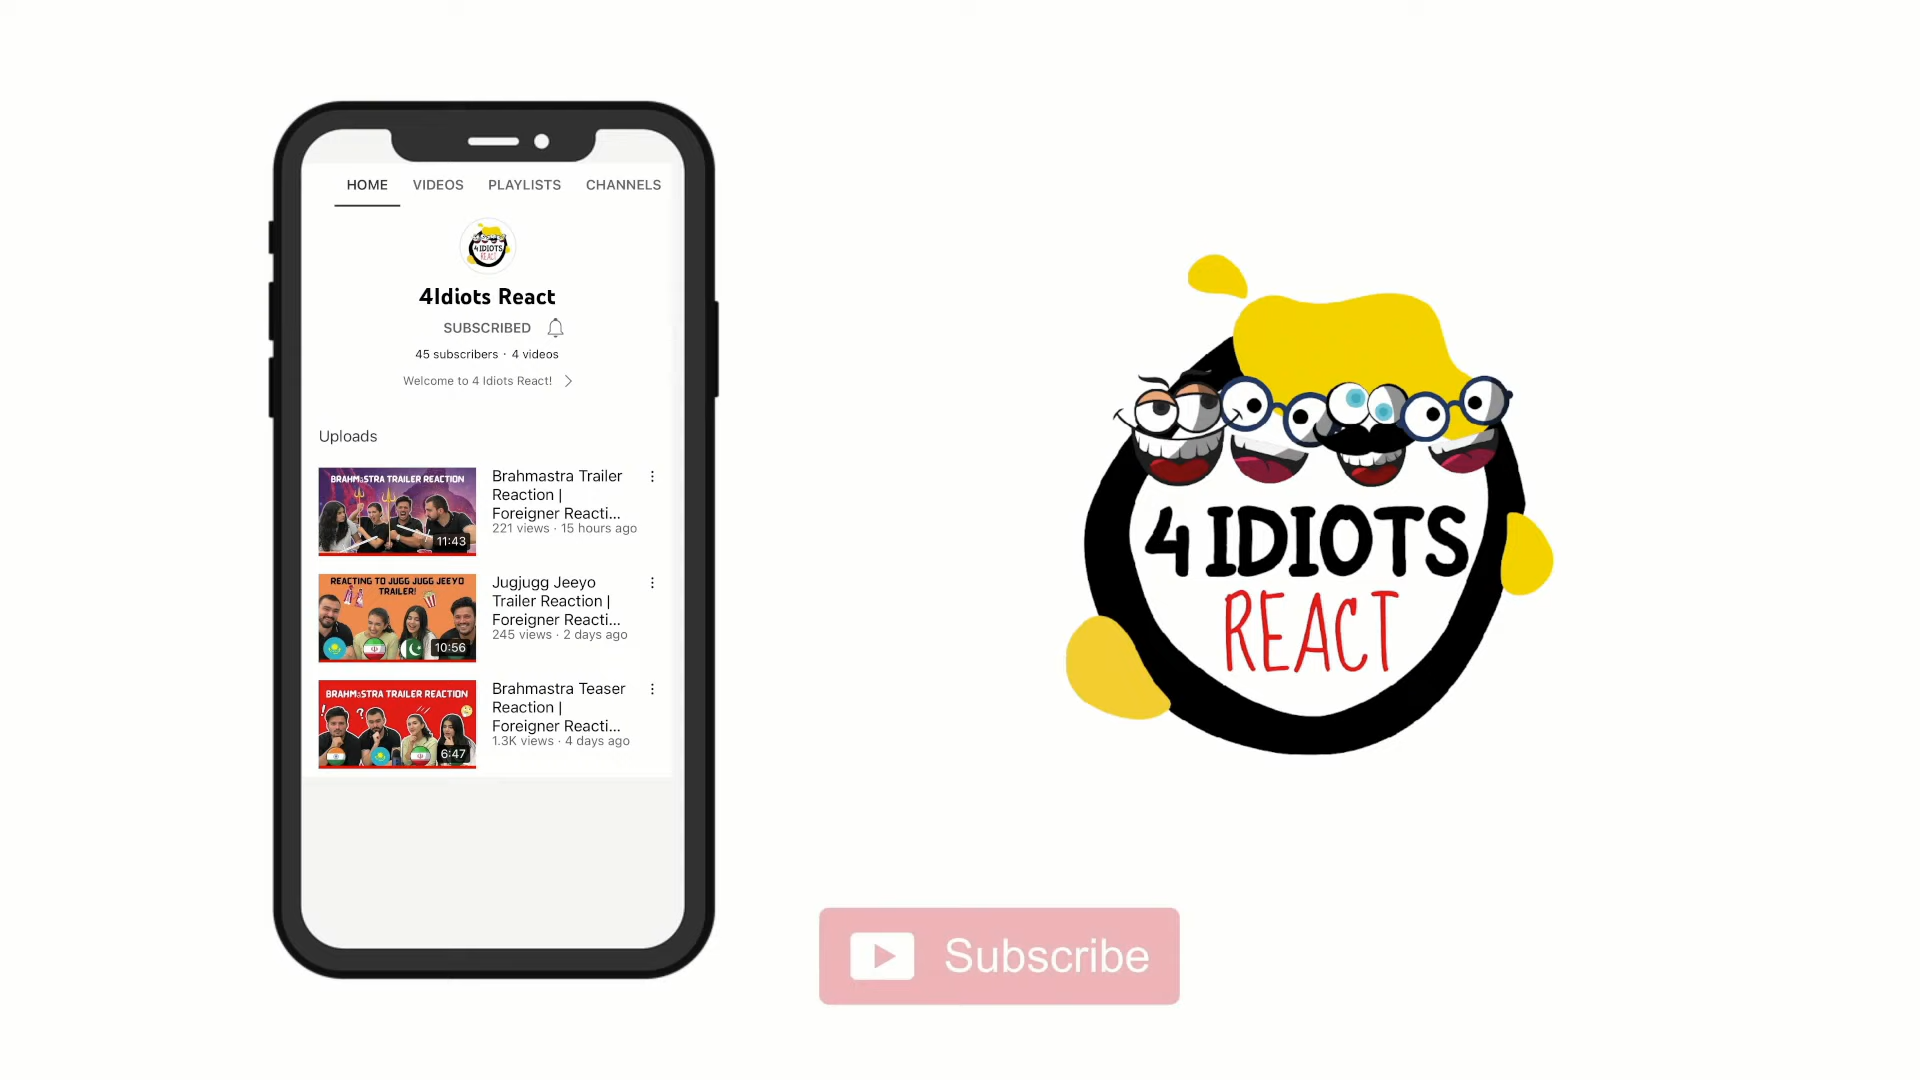 HOME VIDEOS PLAYLISTS CHANNELS
4 IDIOTS
REACT
4Idiots React
SUBSCRIBED
45 subscribers · 4 videos
Welcome to 4 Idiots React!
Uploads
BRAHMaSTRA TRAILER REACTION
11:43
Brahmastra Trailer
Reaction |
Foreigner Reacti...
221 views · 15 hours ago
REACTING TO JUGG JUGG JEEYO
TRAILER!
10:56
Jugjugg Jeeyo
Trailer Reaction |
Foreigner Reacti...
245 views · 2 days ago
BRAHMaSTRA TRAILER REACTION
6:47
Brahmastra Teaser
Reaction |
Foreigner Reacti...
1.3K views · 4 days ago
4 IDIOTS
REACT
Subscribe